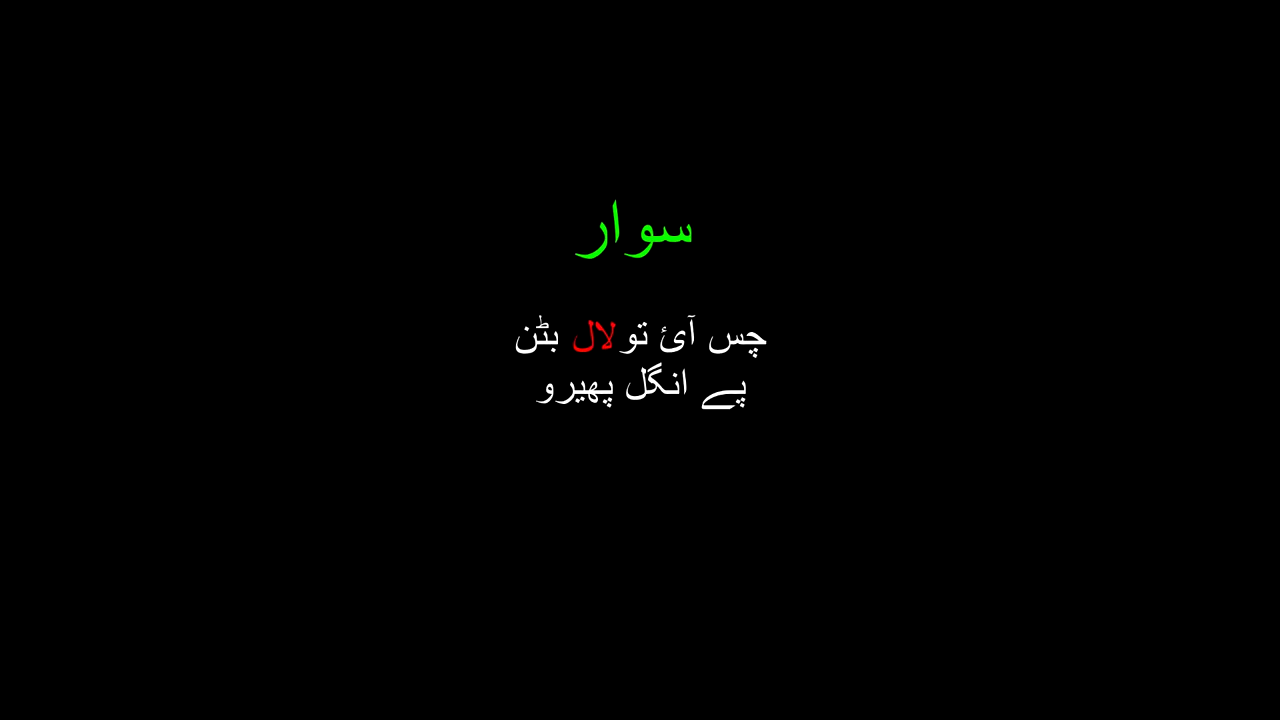 سوار
چس آئ تو لال بٹن
پے انگل پھیرو